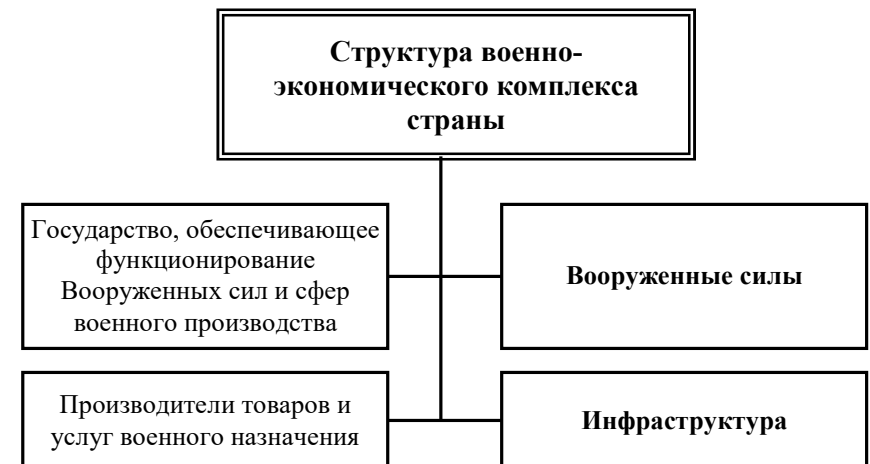 Структура военно-
экономического комплекса
страны
Государство, обеспечивающее
функционирование
Вооруженных сил и сфер
военного производства
Вооруженные силы
Производители товаров и
услуг военного назначения
Инфраструктура